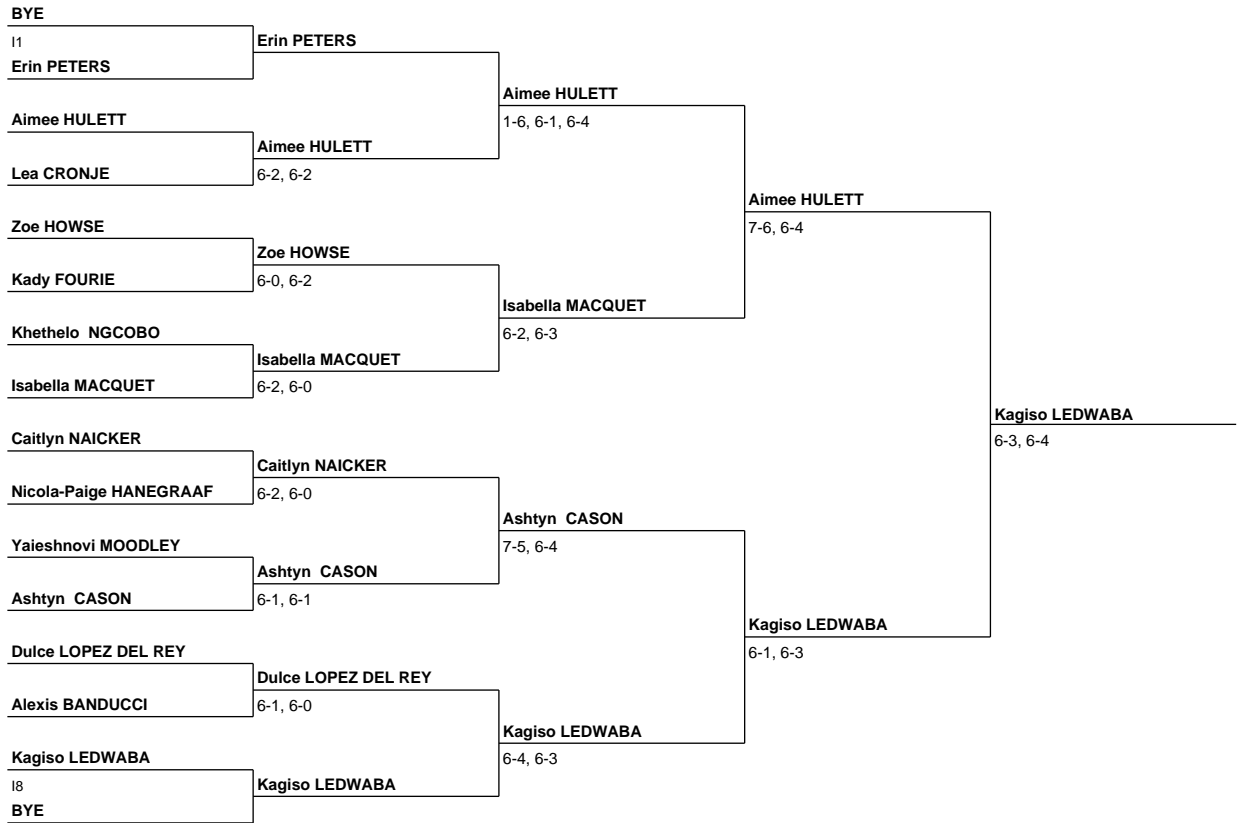 BYE
I1
Erin PETERS
Aimee HULETT
Lea CRONJE
Zoe HOWSE
Kady FOURIE
Khethelo  NGCOBO
Isabella MACQUET
Caitlyn NAICKER
Nicola-Paige HANEGRAAF
Yaieshnovi MOODLEY
Ashtyn  CASON
Dulce LOPEZ DEL REY
Alexis BANDUCCI
Kagiso LEDWABA
I8
BYE
Erin PETERS
Aimee HULETT
6-2, 6-2
Zoe HOWSE
6-0, 6-2
Isabella MACQUET
6-2, 6-0
Caitlyn NAICKER
6-2, 6-0
Ashtyn  CASON
6-1, 6-1
Dulce LOPEZ DEL REY
6-1, 6-0
Kagiso LEDWABA
Aimee HULETT
1-6, 6-1, 6-4
Isabella MACQUET
6-2, 6-3
Ashtyn  CASON
7-5, 6-4
Kagiso LEDWABA
6-4, 6-3
Aimee HULETT
7-6, 6-4
Kagiso LEDWABA
6-1, 6-3
Kagiso LEDWABA
6-3, 6-4